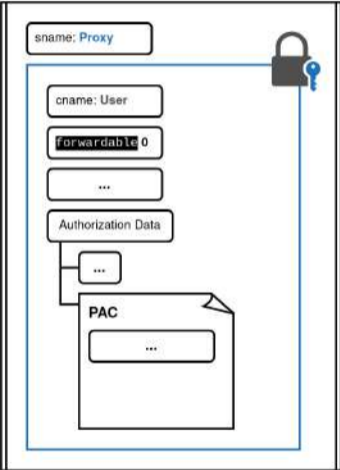 sname: Proxy
cname: User
forwardable 0
...
Authorization Data
...
PAC
...